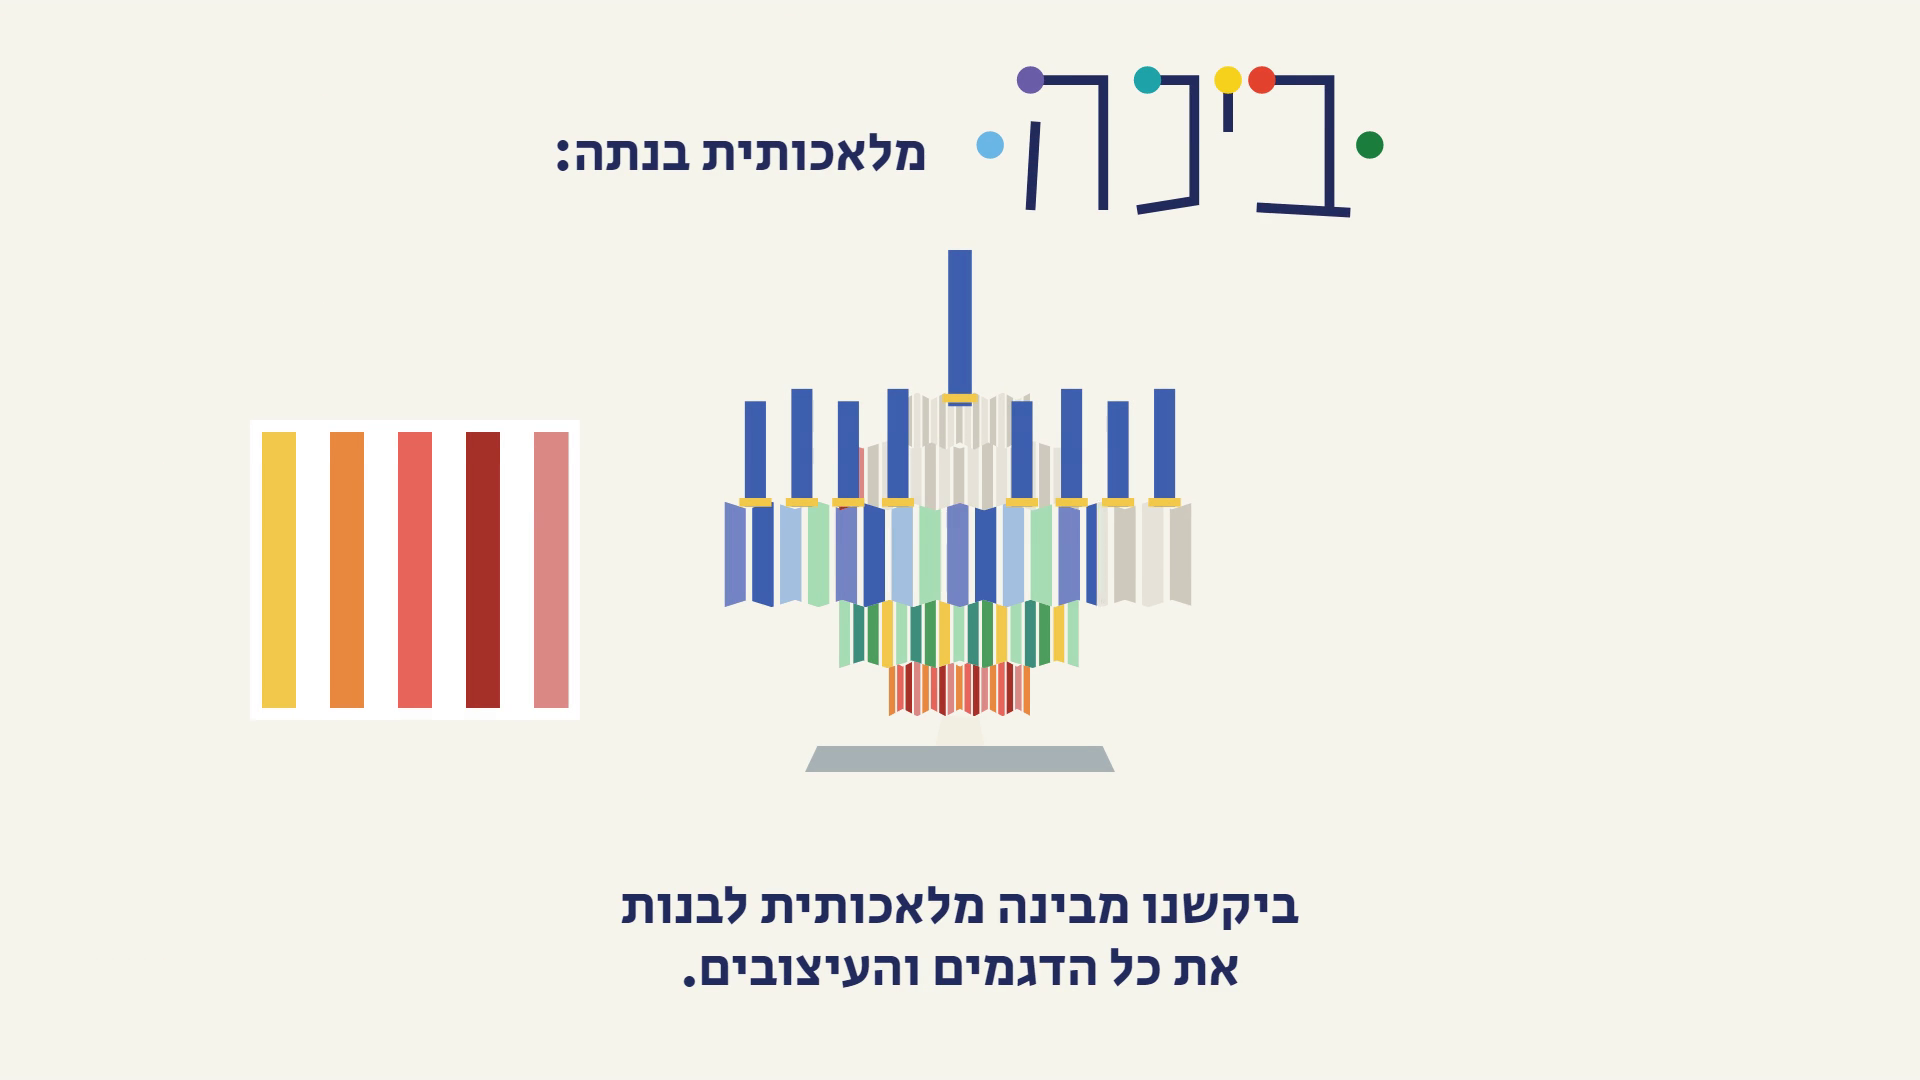 בינה מלאכותית בנתה:
ביקשנו מבינה מלאכותית לבנות
את כל הדגמים והעיצובים.